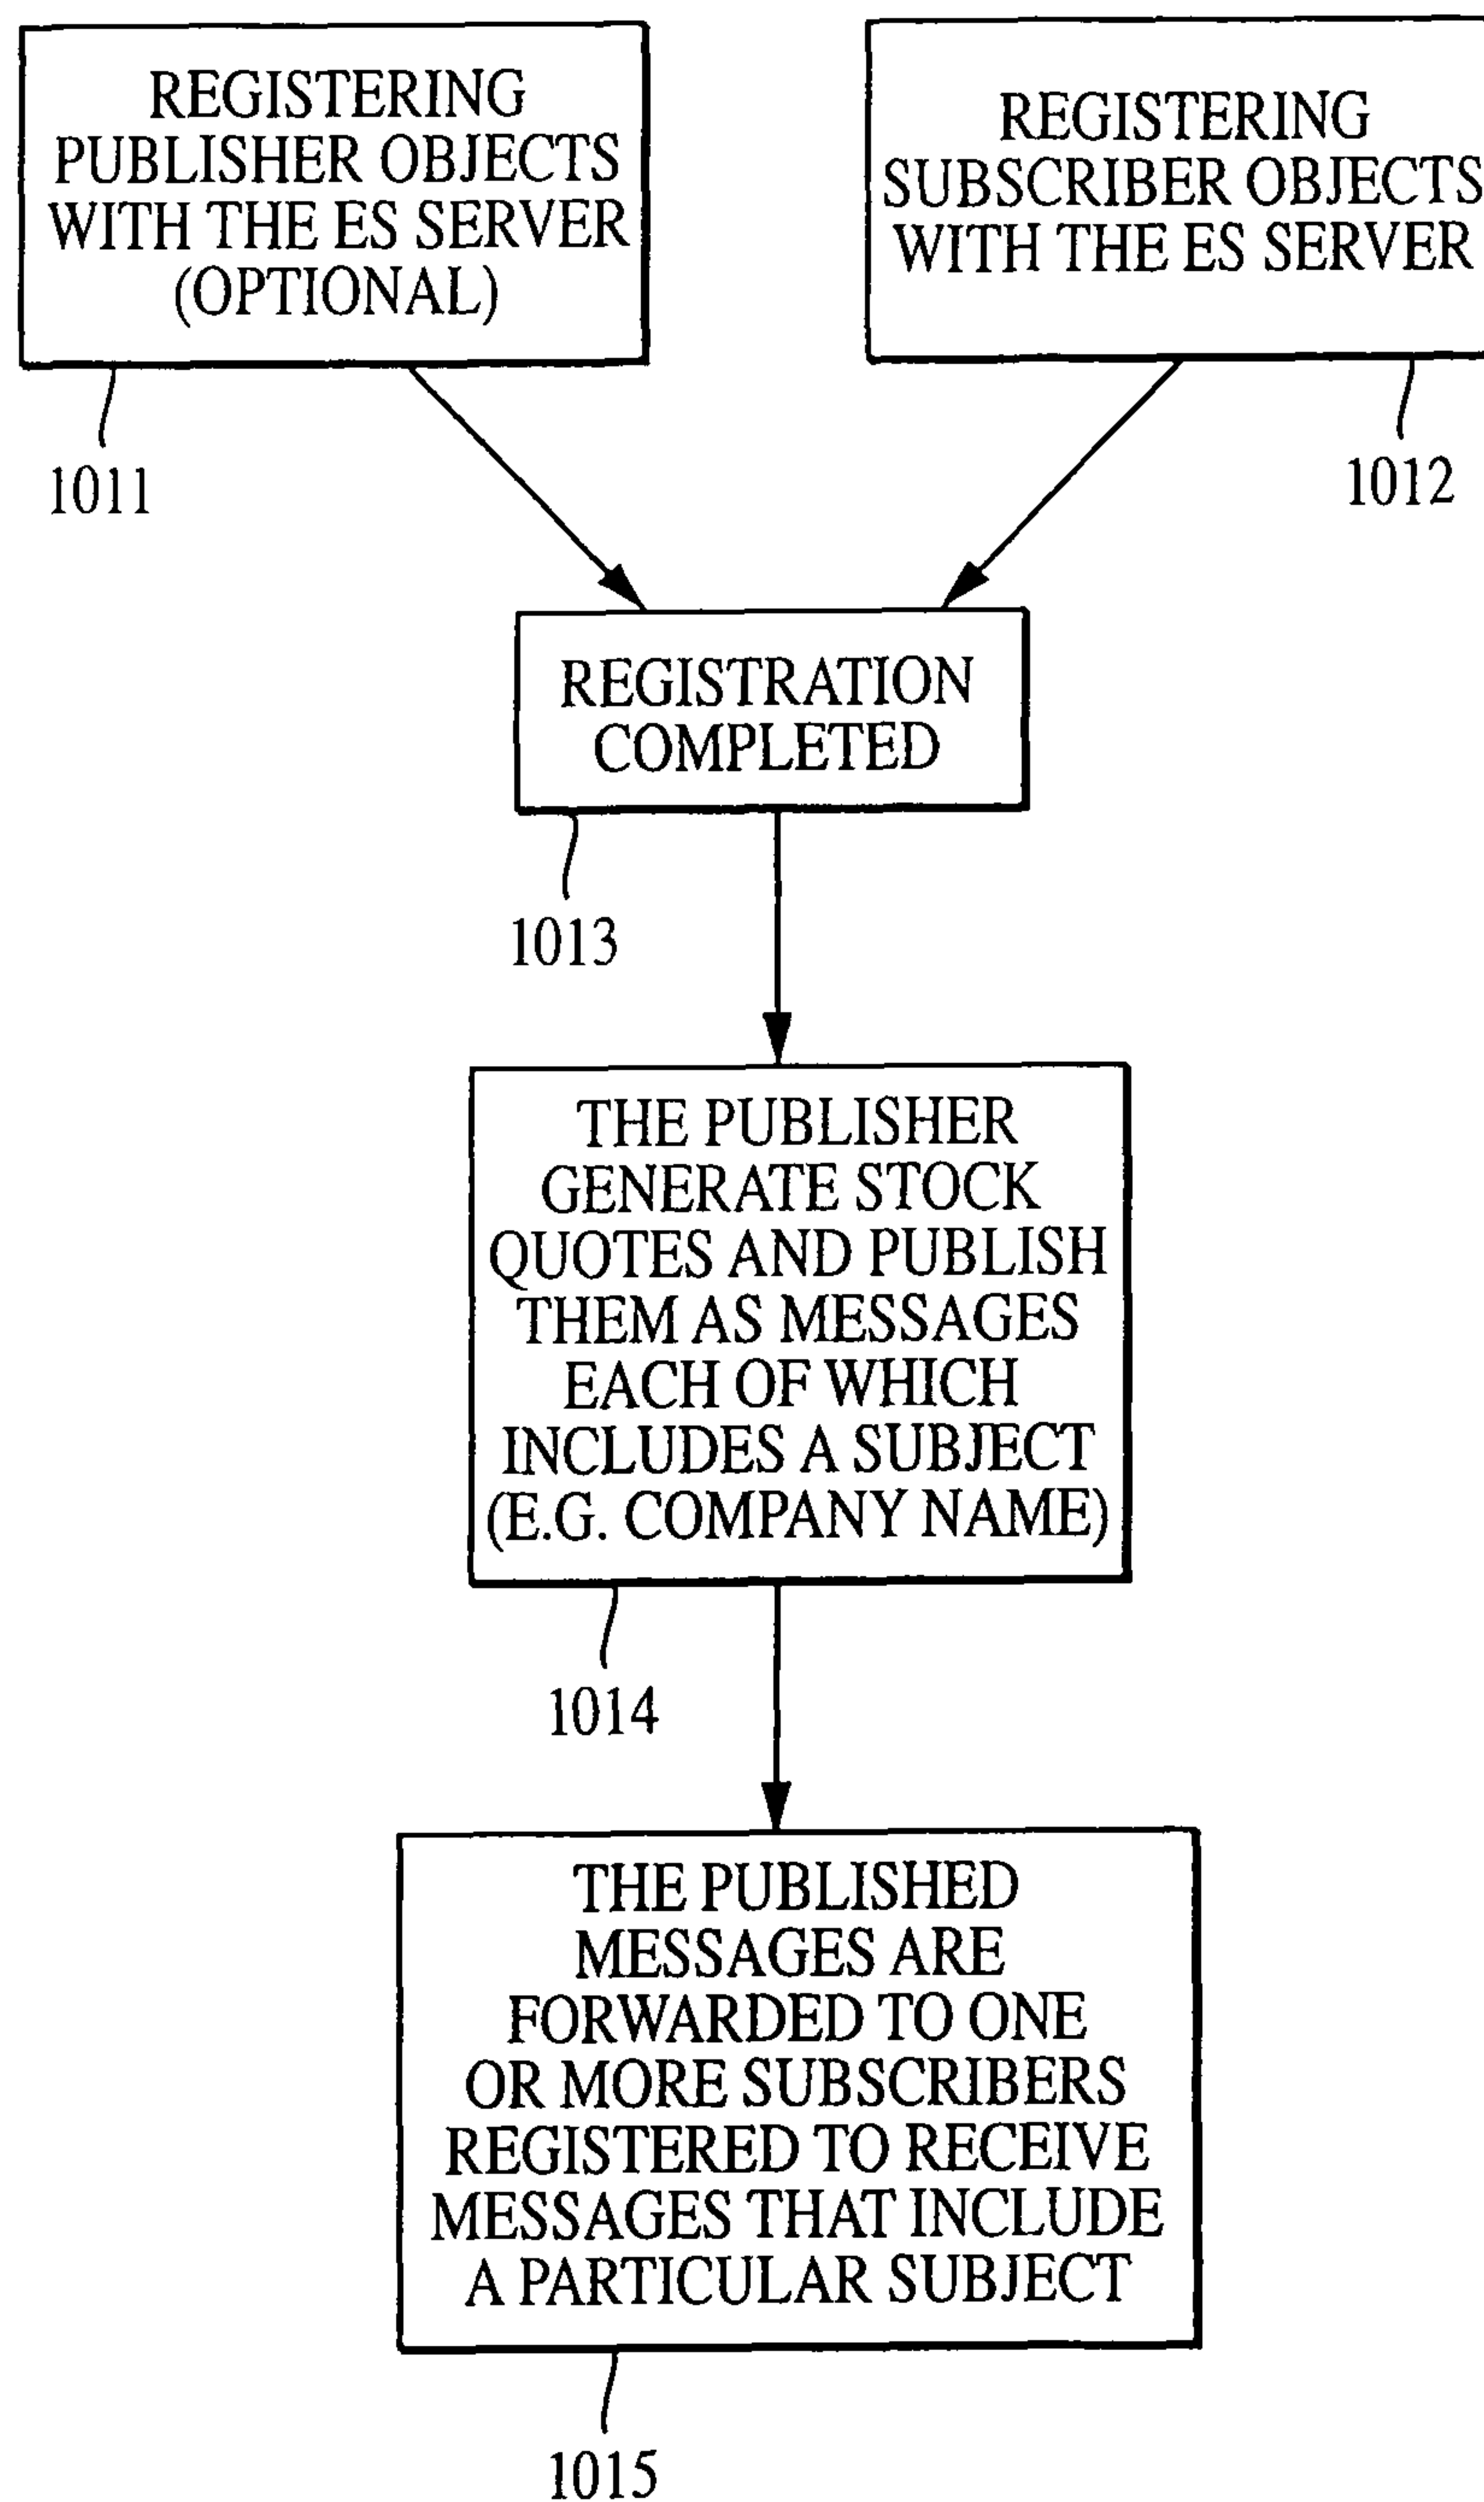 REGISTERING
PUBLISHER OBJECTS
WITH THE ES SERVER
(OPTIONAL)
REGISTERING
SUBSCRIBER OBJECTS
WITH THE ES SERVER
1011
1012
REGISTRATION
COMPLETED
1013
THE PUBLISHER
GENERATE STOCK
QUOTES AND PUBLISH
THEM AS MESSAGES
EACH OF WHICH
INCLUDES A SUBJECT
(E.G. COMPANY NAME)
1014
THE PUBLISHED
MESSAGES ARE
FORWARDED TO ONE
OR MORE SUBSCRIBERS
REGISTERED TO RECEIVE
MESSAGES THAT INCLUDE
A PARTICULAR SUBJECT
1015